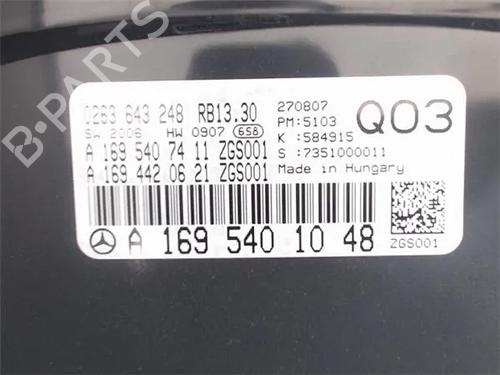 B-PARTS
0263 643 248 RB13.30 270807
SW 2006 HW 0907 658 PM:5103 Q03
A 169 540 74 11 ZGS001 K :584915
A 169 442 06 21 ZGS001 S :7351000011
Made in Hungary
A 169 540 10 48 ZGS001